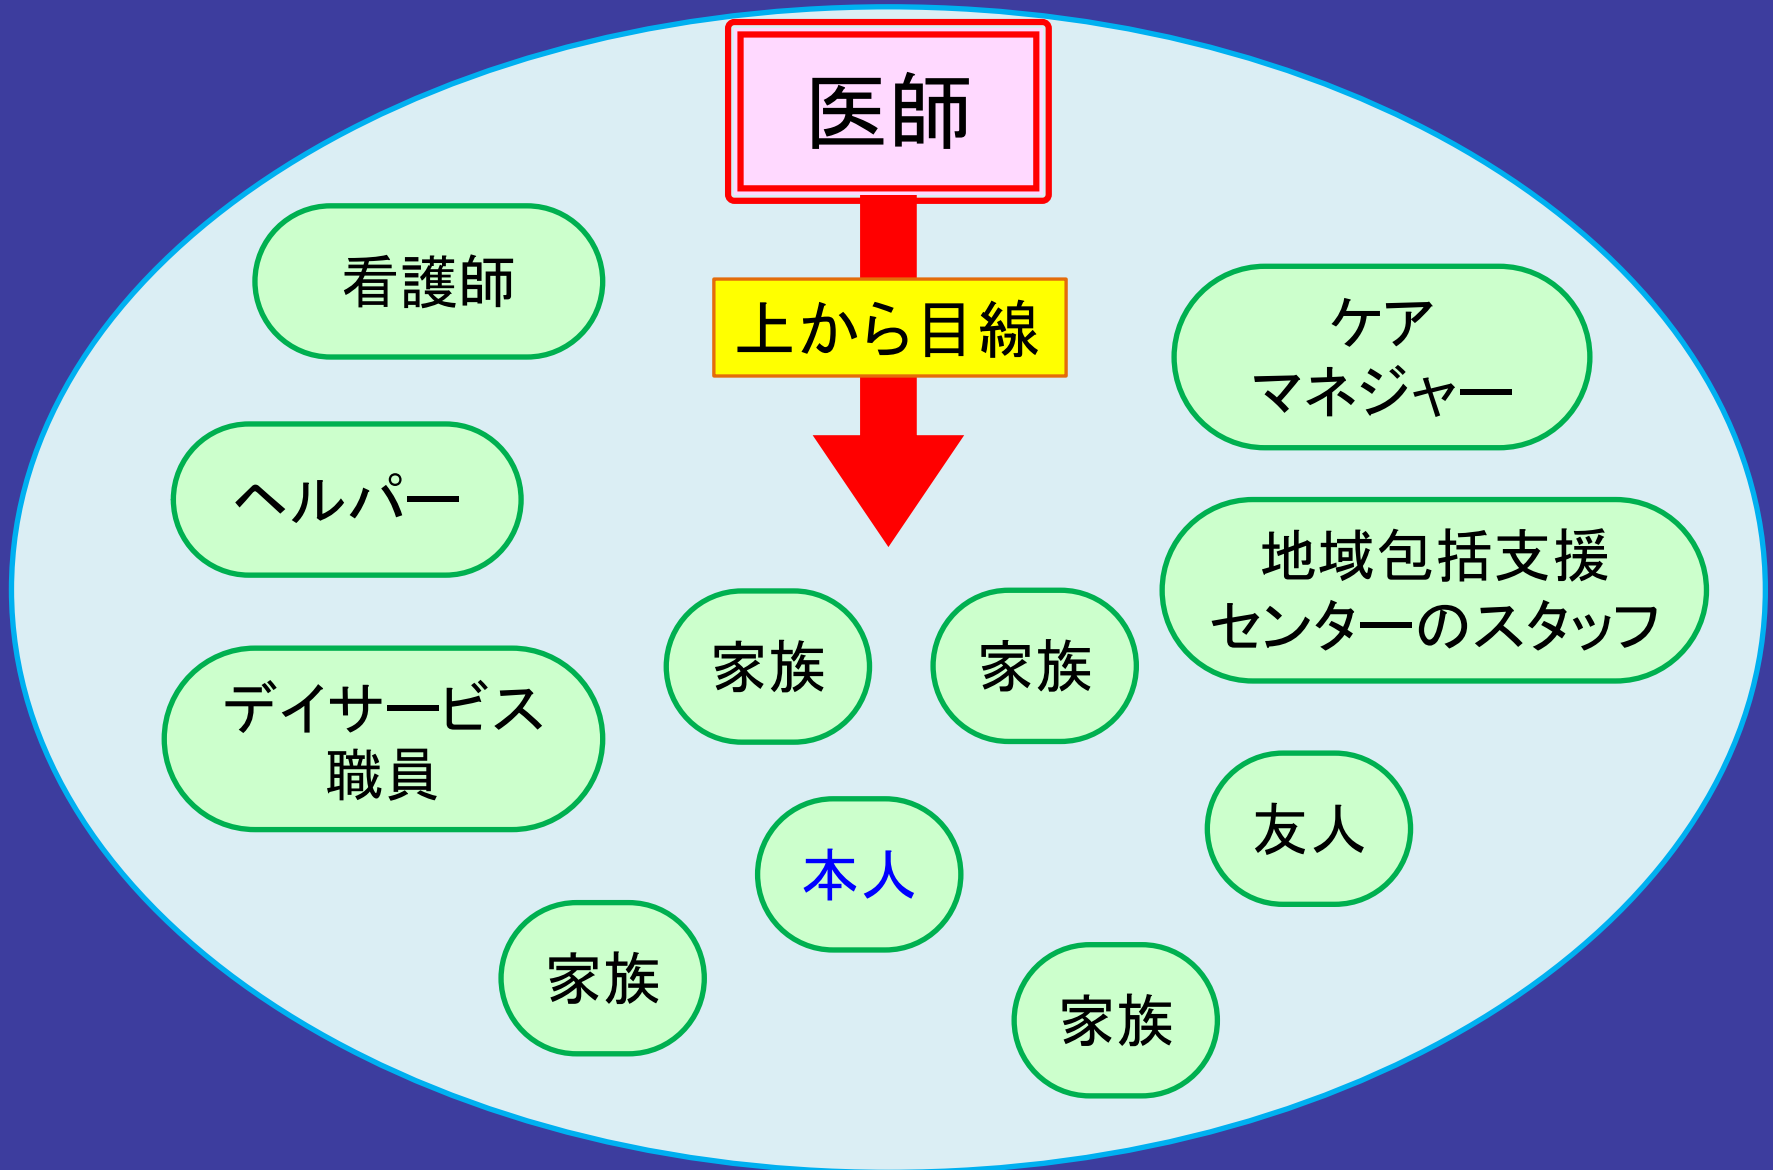 医師
看護師
上から目線
ケア
マネジャー
ヘルパー
地域包括支援
センターのスタッフ
家族
家族
デイサービス
職員
友人
本人
家族
家族